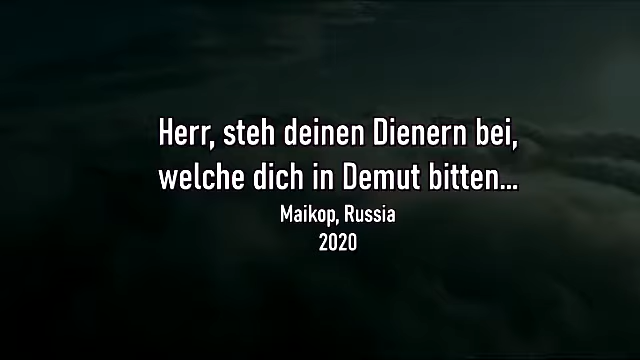 Herr, steh deinen Dienern bei,
welche dich in Demut bitten...
Maikop, Russia
2020